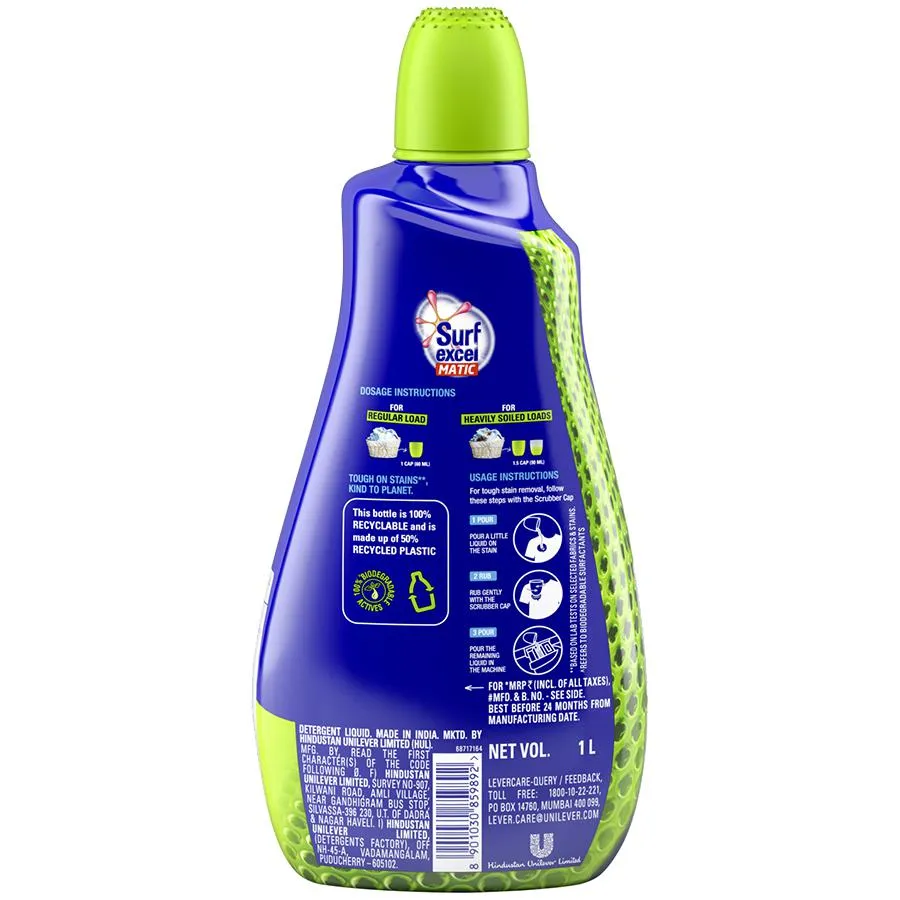 Surf
excel
MATIC
DOSAGE INSTRUCTIONS
FOR
REGULAR LOAD
1 CAP (60 ML)
FOR
HEAVILY SOILED LOADS
1.5 CAP (90 ML)
TOUGH ON STAINS**,
KIND TO PLANET.
This bottle is 100%
RECYCLABLE and is
made up of 50%
RECYCLED PLASTIC
100% BIODEGRADABLE
ACTIVES^
USAGE INSTRUCTIONS
For tough stain removal, follow
these steps with the Scrubber Cap
1 POUR
POUR A LITTLE
LIQUID ON
THE STAIN
2 RUB
RUB GENTLY
WITH THE
SCRUBBER CAP
3 POUR
POUR THE
REMAINING
LIQUID IN
THE MACHINE
**BASED ON LAB TESTS ON SELECTED FABRICS & STAINS.
^REFERS TO BIODEGRADABLE SURFACTANTS
FOR *MRP ₹ (INCL. OF ALL TAXES),
#MFD. & B. NO. - SEE SIDE.
BEST BEFORE 24 MONTHS FROM
MANUFACTURING DATE.
DETERGENT LIQUID. MADE IN INDIA. MKTD. BY
HINDUSTAN UNILEVER LIMITED (HUL).
MFG. BY, READ THE FIRST
CHARACTER(S) OF THE CODE
FOLLOWING Ø. F) HINDUSTAN
UNILEVER LIMITED, SURVEY NO-907,
KILWANI ROAD, AMLI VILLAGE,
NEAR GANDHIGRAM BUS STOP,
SILVASSA-396 230, U.T. OF DADRA
& NAGAR HAVELI. I) HINDUSTAN
UNILEVER LIMITED,
(DETERGENTS FACTORY), OFF
NH-45-A, VADAMANGALAM,
PUDUCHERRY - 605102.
68717164
8 901030 859892 >
NET VOL. 1 L
LEVERCARE-QUERY / FEEDBACK,
TOLL FREE: 1800-10-22-221,
PO BOX 14760, MUMBAI 400 099,
LEVER.CARE@UNILEVER.COM
Hindustan Unilever Limited